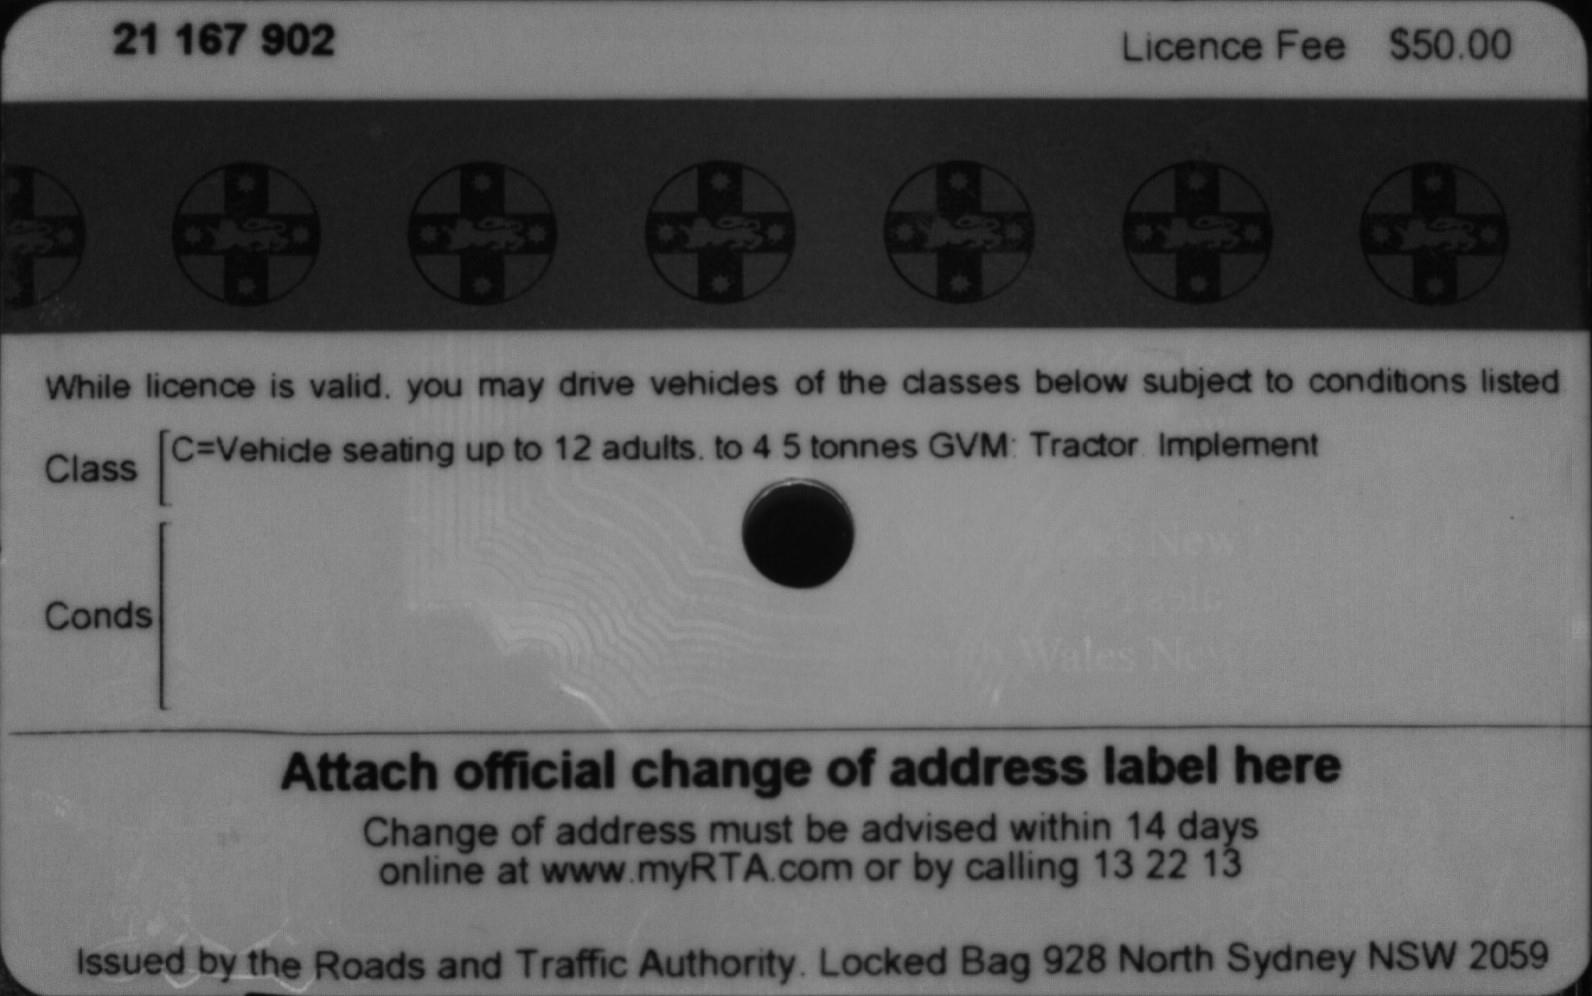 21 167 902
Licence Fee $50.00
While licence is valid, you may drive vehicles of the classes below subject to conditions listed
Class
C=Vehicle seating up to 12 adults, to 4.5 tonnes GVM: Tractor Implement
Conds
New
Wales New
Attach official change of address label here
Change of address must be advised within 14 days
online at www.myRTA.com or by calling 13 22 13
Issued by the Roads and Traffic Authority. Locked Bag 928 North Sydney NSW 2059